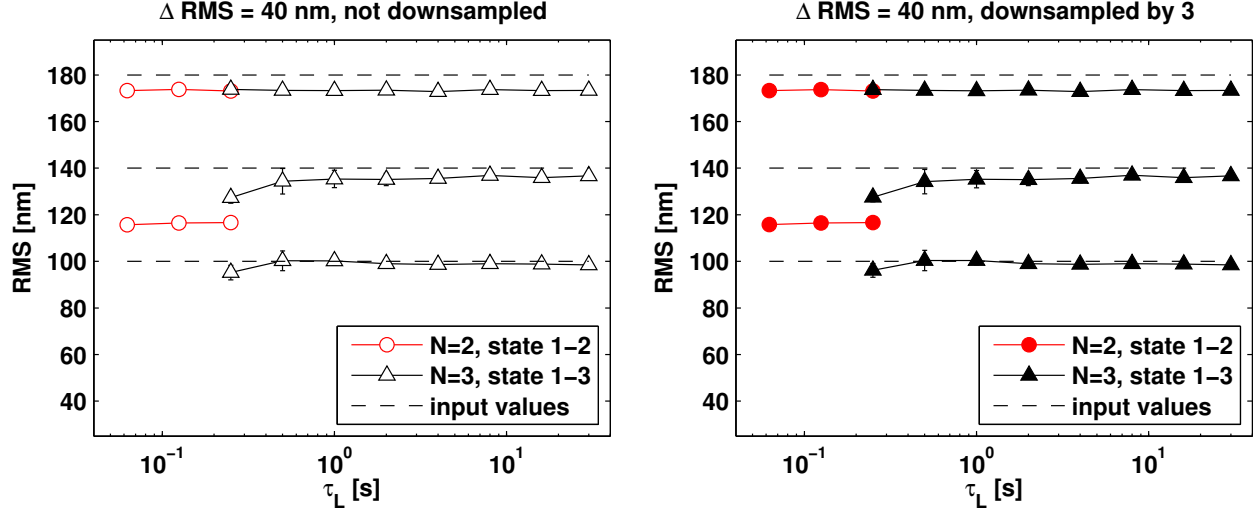 Δ RMS = 40 nm, not downsampled
RMS [nm]
180
160
140
120
100
80
60
40
N=2, state 1−2
N=3, state 1−3
input values
10⁻¹
10⁰
10¹
τ_L [s]
Δ RMS = 40 nm, downsampled by 3
RMS [nm]
180
160
140
120
100
80
60
40
N=2, state 1−2
N=3, state 1−3
input values
10⁻¹
10⁰
10¹
τ_L [s]